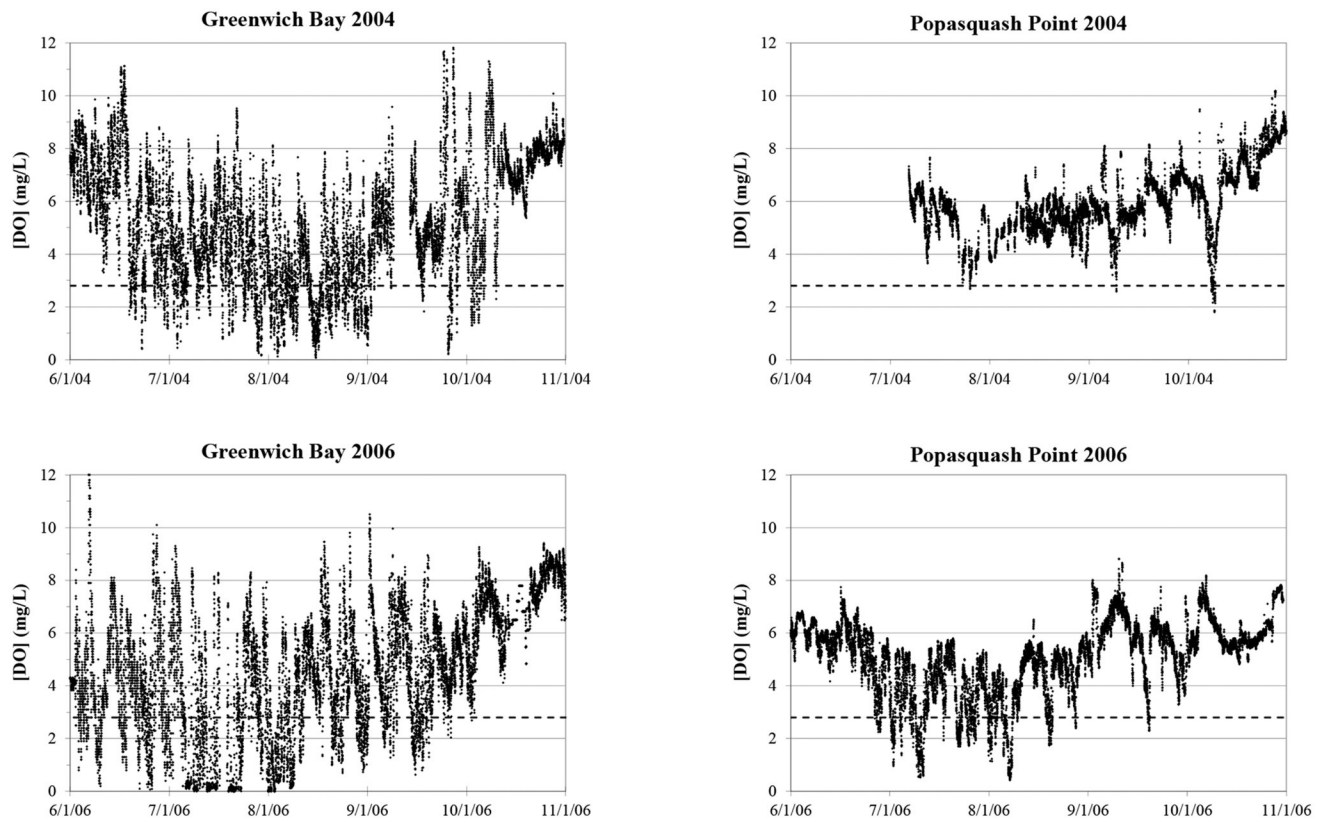 Greenwich Bay 2004
[DO] (mg/L)
12
10
8
6
4
2
0
6/1/04 7/1/04 8/1/04 9/1/04 10/1/04 11/1/04
Popasquash Point 2004
[DO] (mg/L)
12
10
8
6
4
2
0
6/1/04 7/1/04 8/1/04 9/1/04 10/1/04
Greenwich Bay 2006
[DO] (mg/L)
12
10
8
6
4
2
0
6/1/06 7/1/06 8/1/06 9/1/06 10/1/06 11/1/06
Popasquash Point 2006
[DO] (mg/L)
12
10
8
6
4
2
0
6/1/06 7/1/06 8/1/06 9/1/06 10/1/06 11/1/06